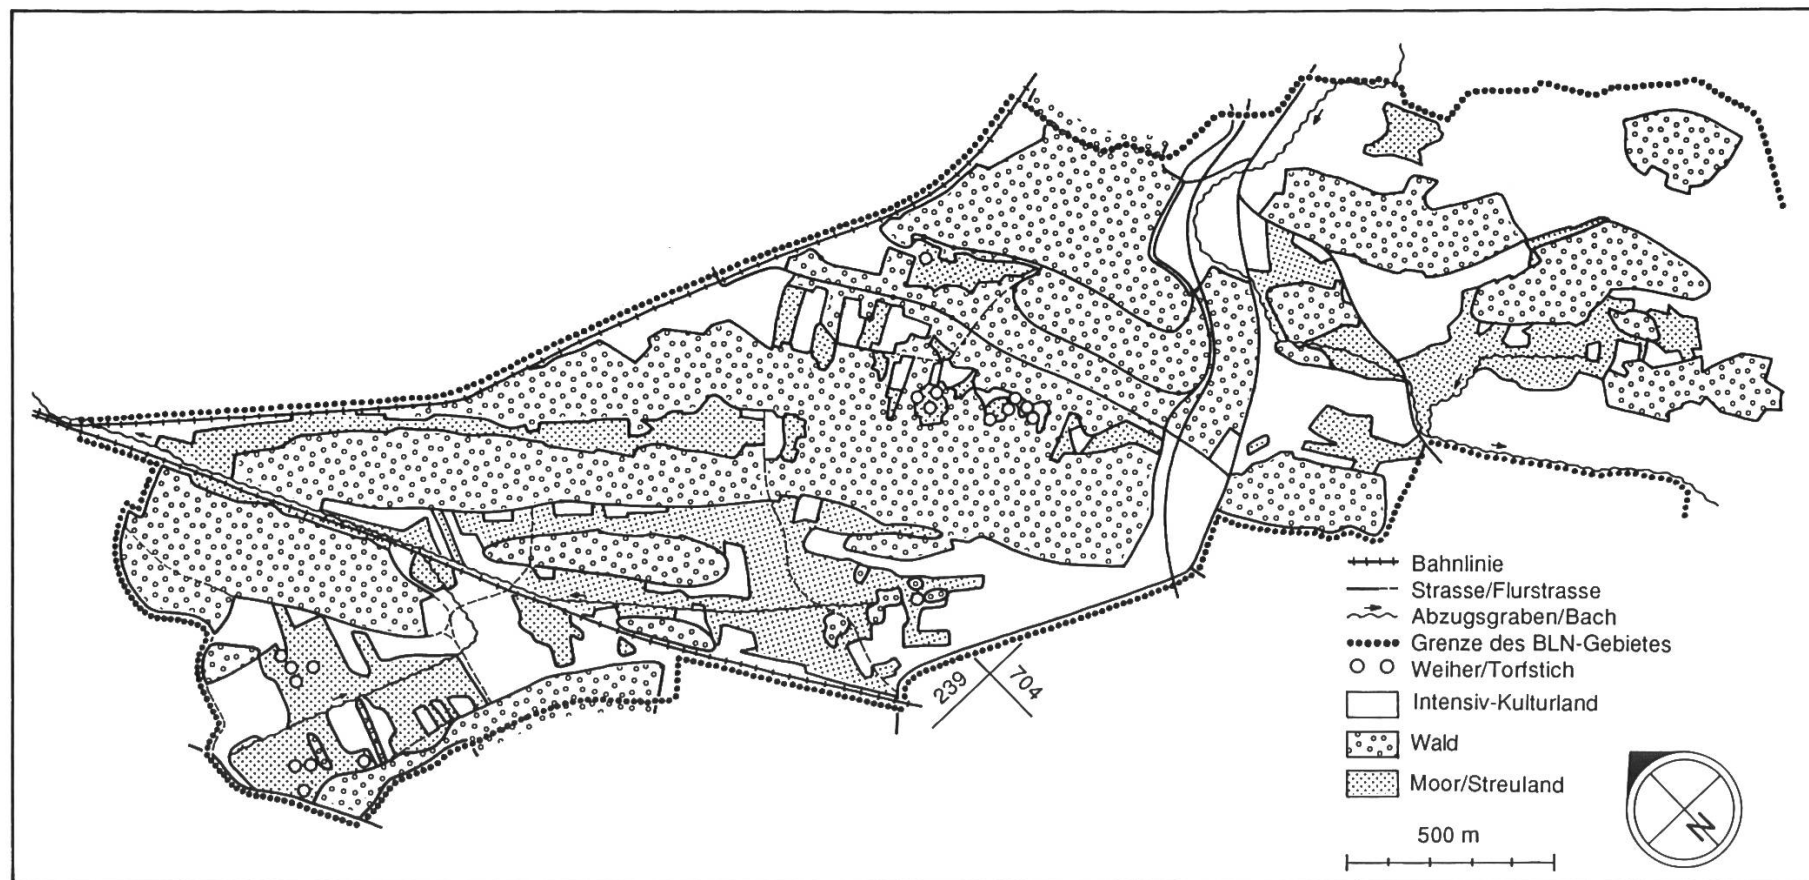 Bahnlinie
Strasse/Flurstrasse
Abzugsgraben/Bach
Grenze des BLN-Gebietes
Weiher/Torfstich
Intensiv-Kulturland
Wald
Moor/Streuland
500 m
239
704
N